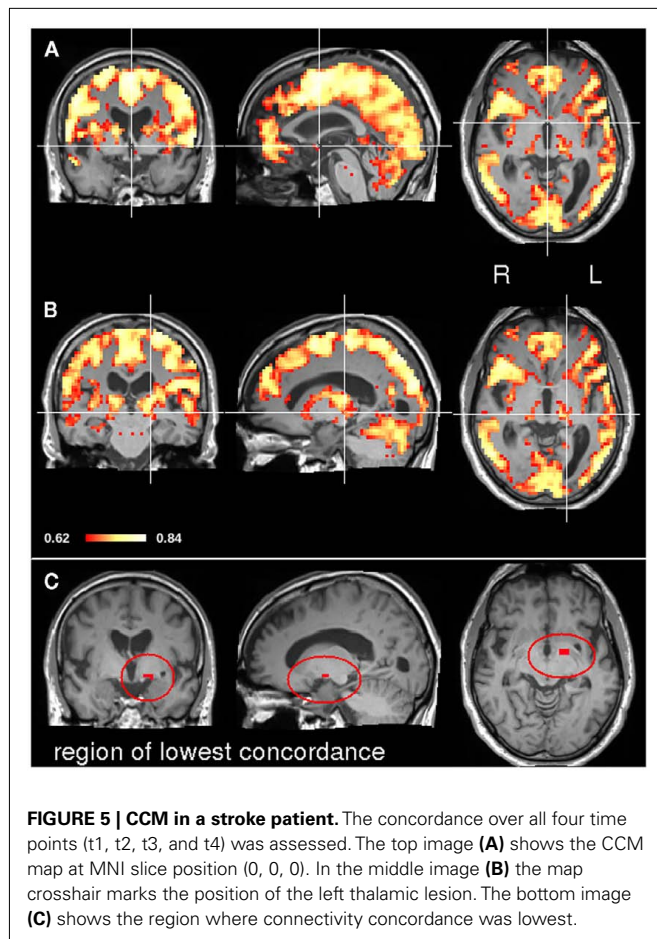 A
R L
B
0.62 0.84
C
region of lowest concordance
FIGURE 5 | CCM in a stroke patient. The concordance over all four time
points (t1, t2, t3, and t4) was assessed. The top image (A) shows the CCM
map at MNI slice position (0, 0, 0). In the middle image (B) the map
crosshair marks the position of the left thalamic lesion. The bottom image
(C) shows the region where connectivity concordance was lowest.